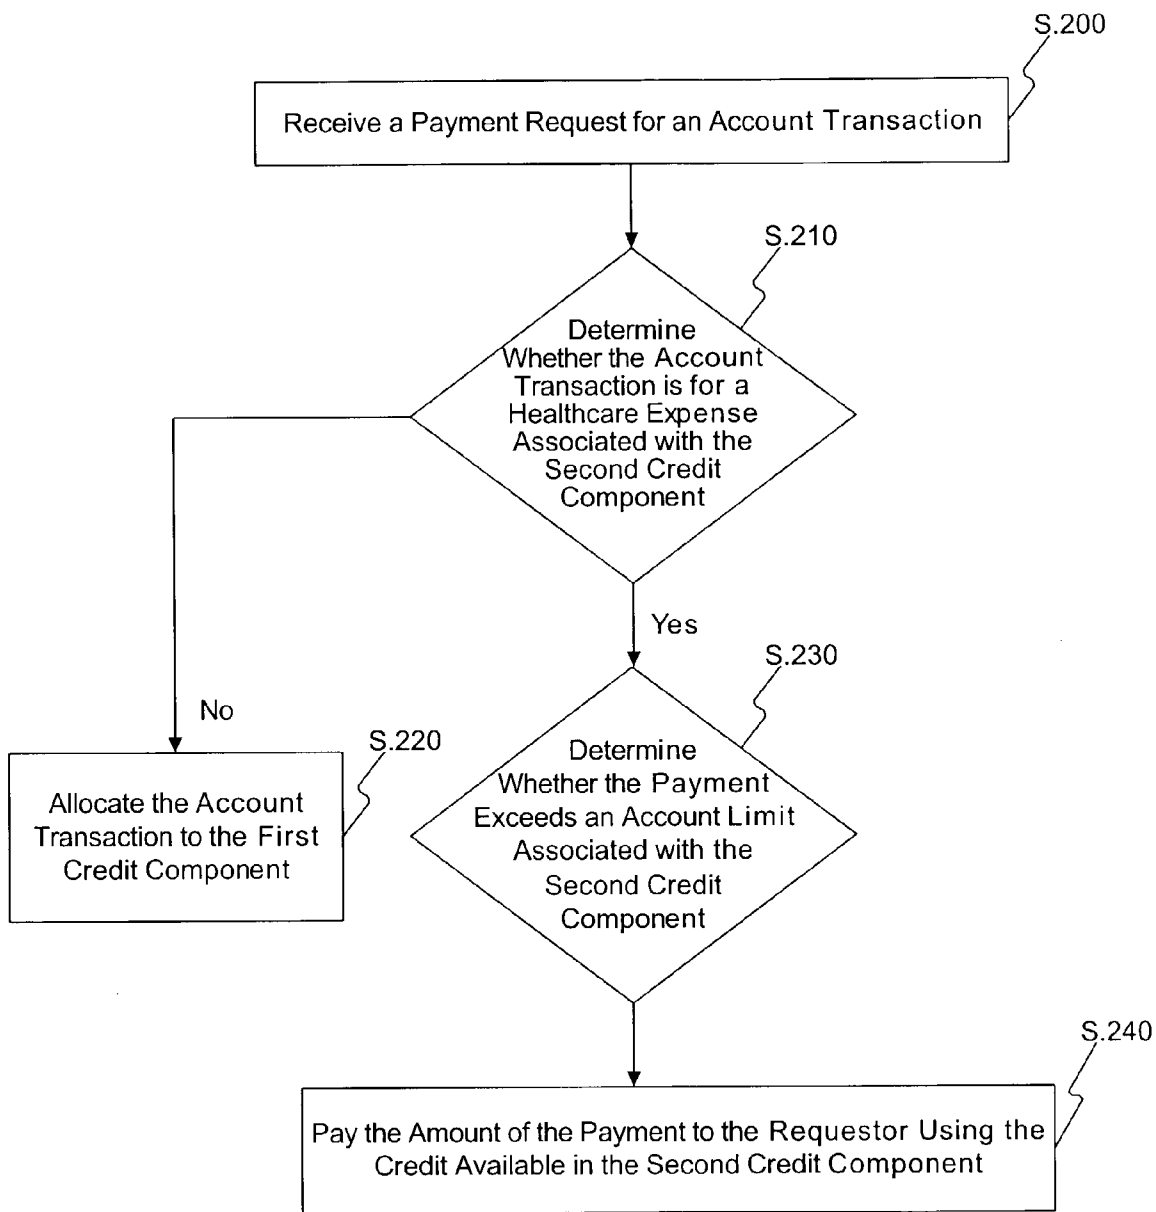 S.200
Receive a Payment Request for an Account Transaction
S.210
Determine
Whether the Account
Transaction is for a
Healthcare Expense
Associated with the
Second Credit
Component
Yes
No
S.220
Allocate the Account
Transaction to the First
Credit Component
S.230
Determine
Whether the Payment
Exceeds an Account Limit
Associated with the
Second Credit
Component
S.240
Pay the Amount of the Payment to the Requestor Using the
Credit Available in the Second Credit Component